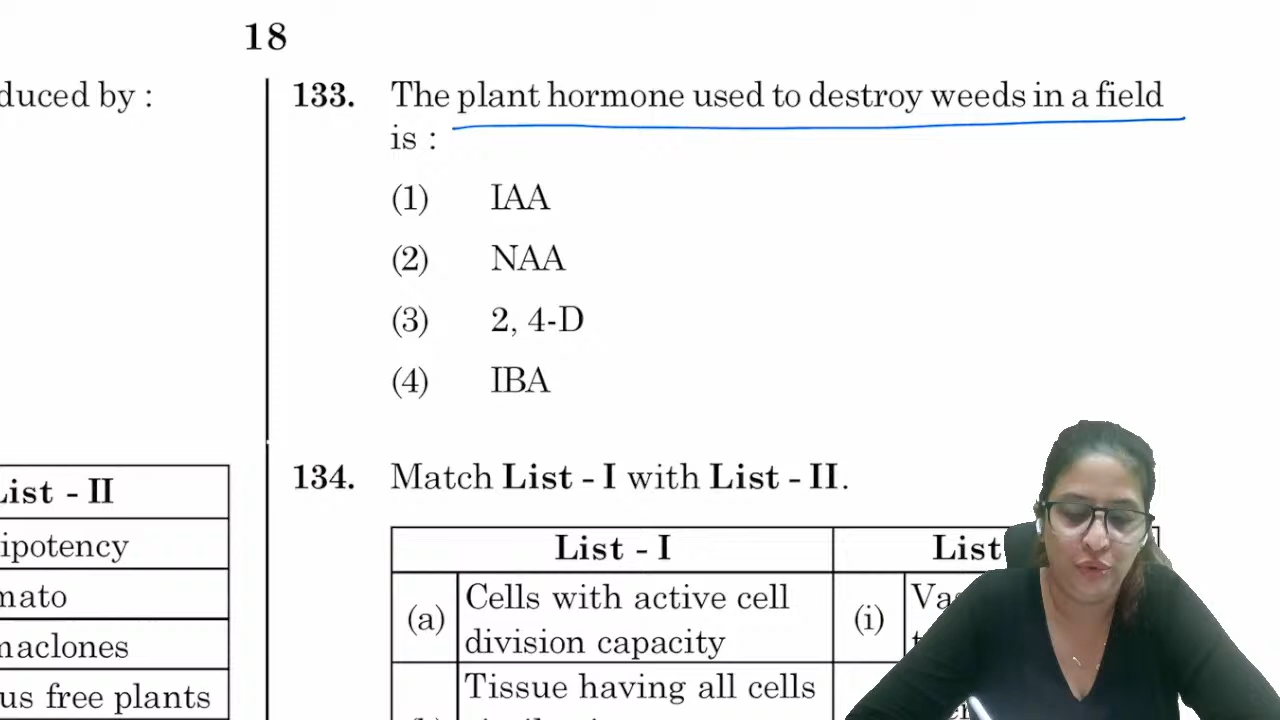 18
duced by :
133. The plant hormone used to destroy weeds in a field
is :
(1) IAA
(2) NAA
(3) 2, 4-D
(4) IBA
134. Match List - I with List - II.
List - II
ipotency
mato
naclones
us free plants
List - I List
(a) Cells with active cell
division capacity
(i)
Tissue having all cells